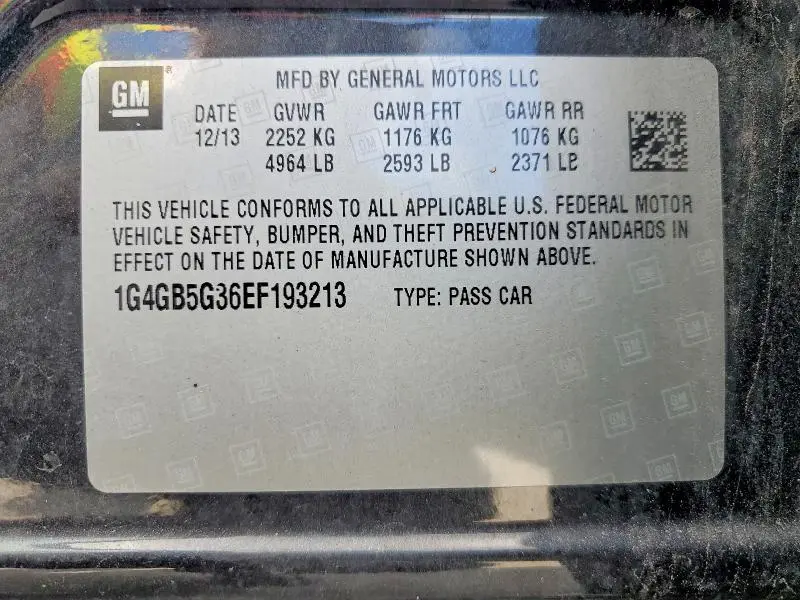 GM
MFD BY GENERAL MOTORS LLC
DATE GVWR GAWR FRT GAWR RR
12/13 2252 KG 1176 KG 1076 KG
4964 LB 2593 LB 2371 LB
THIS VEHICLE CONFORMS TO ALL APPLICABLE U.S. FEDERAL MOTOR
VEHICLE SAFETY, BUMPER, AND THEFT PREVENTION STANDARDS IN
EFFECT ON THE DATE OF MANUFACTURE SHOWN ABOVE.
1G4GB5G36EF193213 TYPE: PASS CAR